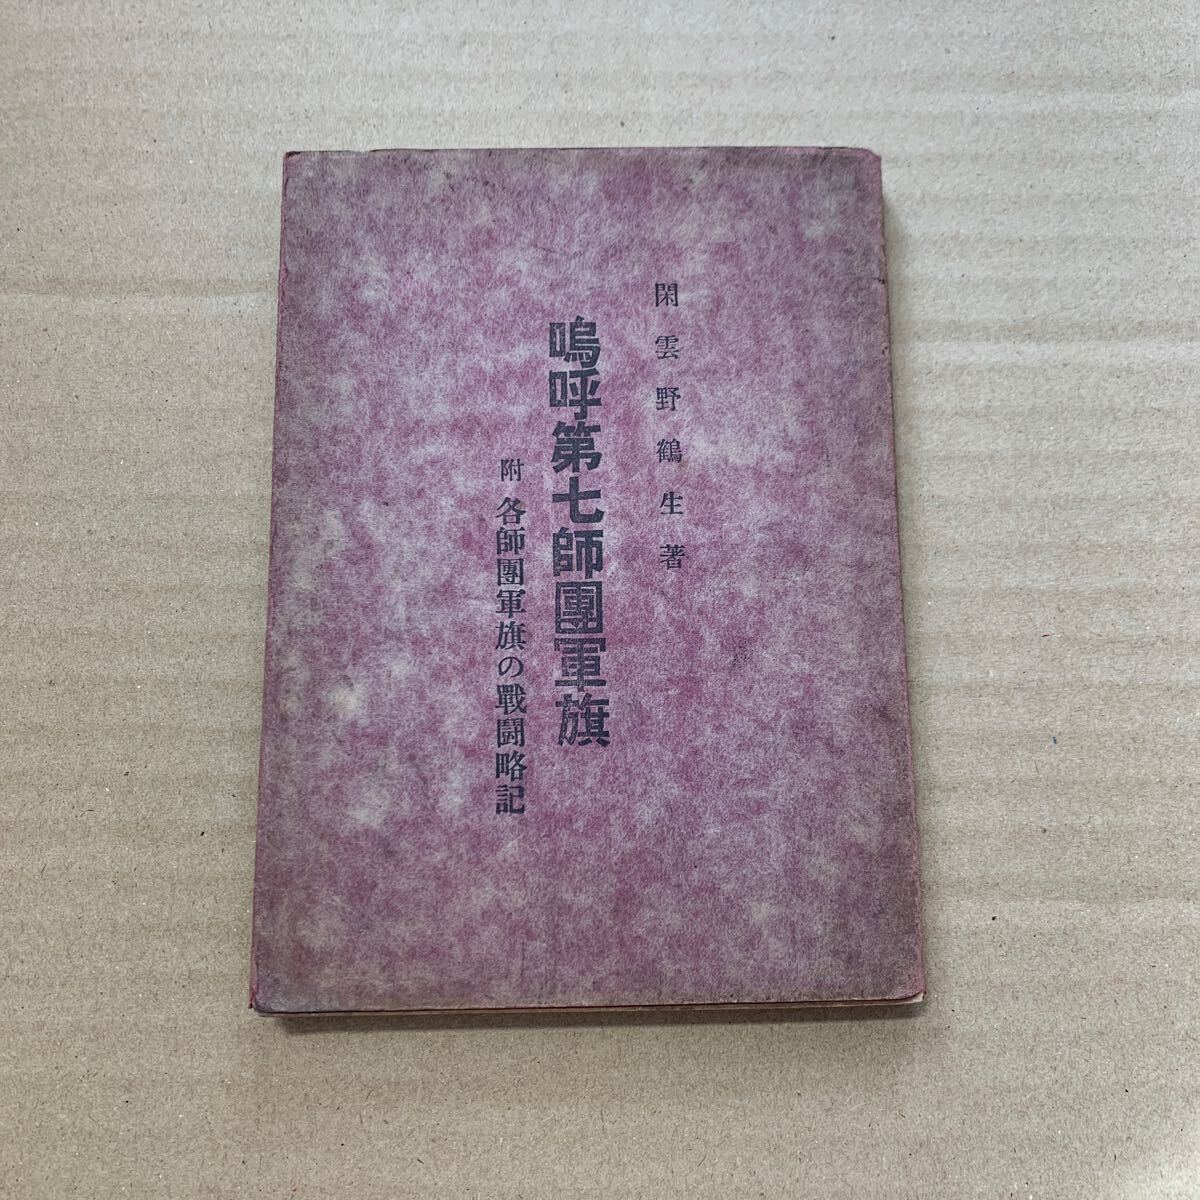 閑雲野鶴生著
嗚呼第七師團軍旗
附 各師團軍旗の戰鬪略記